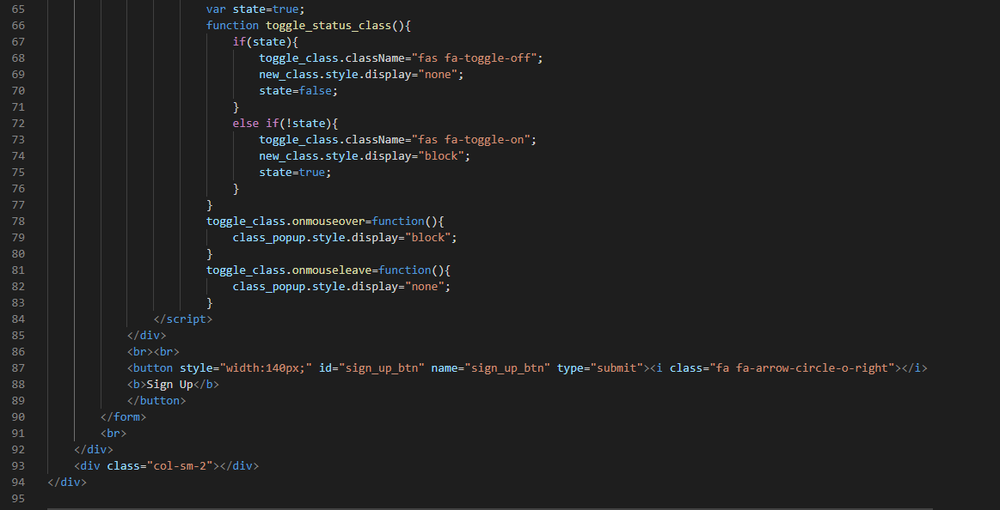 65 var state=true;
66 function toggle_status_class(){
67 if(state){
68 toggle_class.className="fas fa-toggle-off";
69 new_class.style.display="none";
70 state=false;
71 }
72 else if(!state){
73 toggle_class.className="fas fa-toggle-on";
74 new_class.style.display="block";
75 state=true;
76 }
77 }
78 toggle_class.onmouseover=function(){
79 class_popup.style.display="block";
80 }
81 toggle_class.onmouseleave=function(){
82 class_popup.style.display="none";
83 }
84 </script>
85 </div>
86 <br><br>
87 <button style="width:140px;" id="sign_up_btn" name="sign_up_btn" type="submit"><i class="fa fa-arrow-circle-o-right"></i>
88 <b>Sign Up</b>
89 </button>
90 </form>
91 <br>
92 </div>
93 <div class="col-sm-2"></div>
94 </div>
95